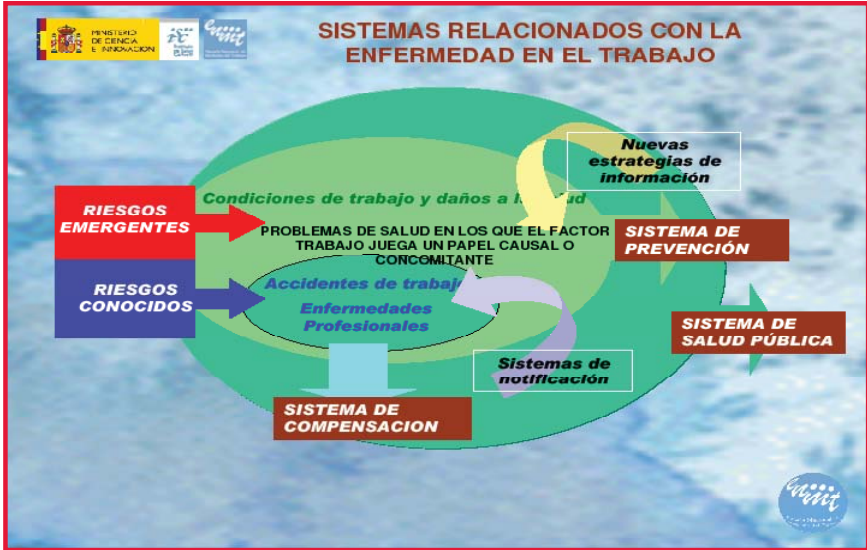 MINISTERIO
DE CIENCIA
E INNOVACIÓN
SISTEMAS RELACIONADOS CON LA
ENFERMEDAD EN EL TRABAJO
Nuevas
estrategias de
información
Condiciones de trabajo y daños a la salud
RIESGOS
EMERGENTES
PROBLEMAS DE SALUD EN LOS QUE EL FACTOR
TRABAJO JUEGA UN PAPEL CAUSAL O
CONCOMITANTE
SISTEMA DE
PREVENCIÓN
RIESGOS
CONOCIDOS
Accidentes de trabajo
Enfermedades
Profesionales
SISTEMA DE
SALUD PÚBLICA
Sistemas de
notificación
SISTEMA DE
COMPENSACION